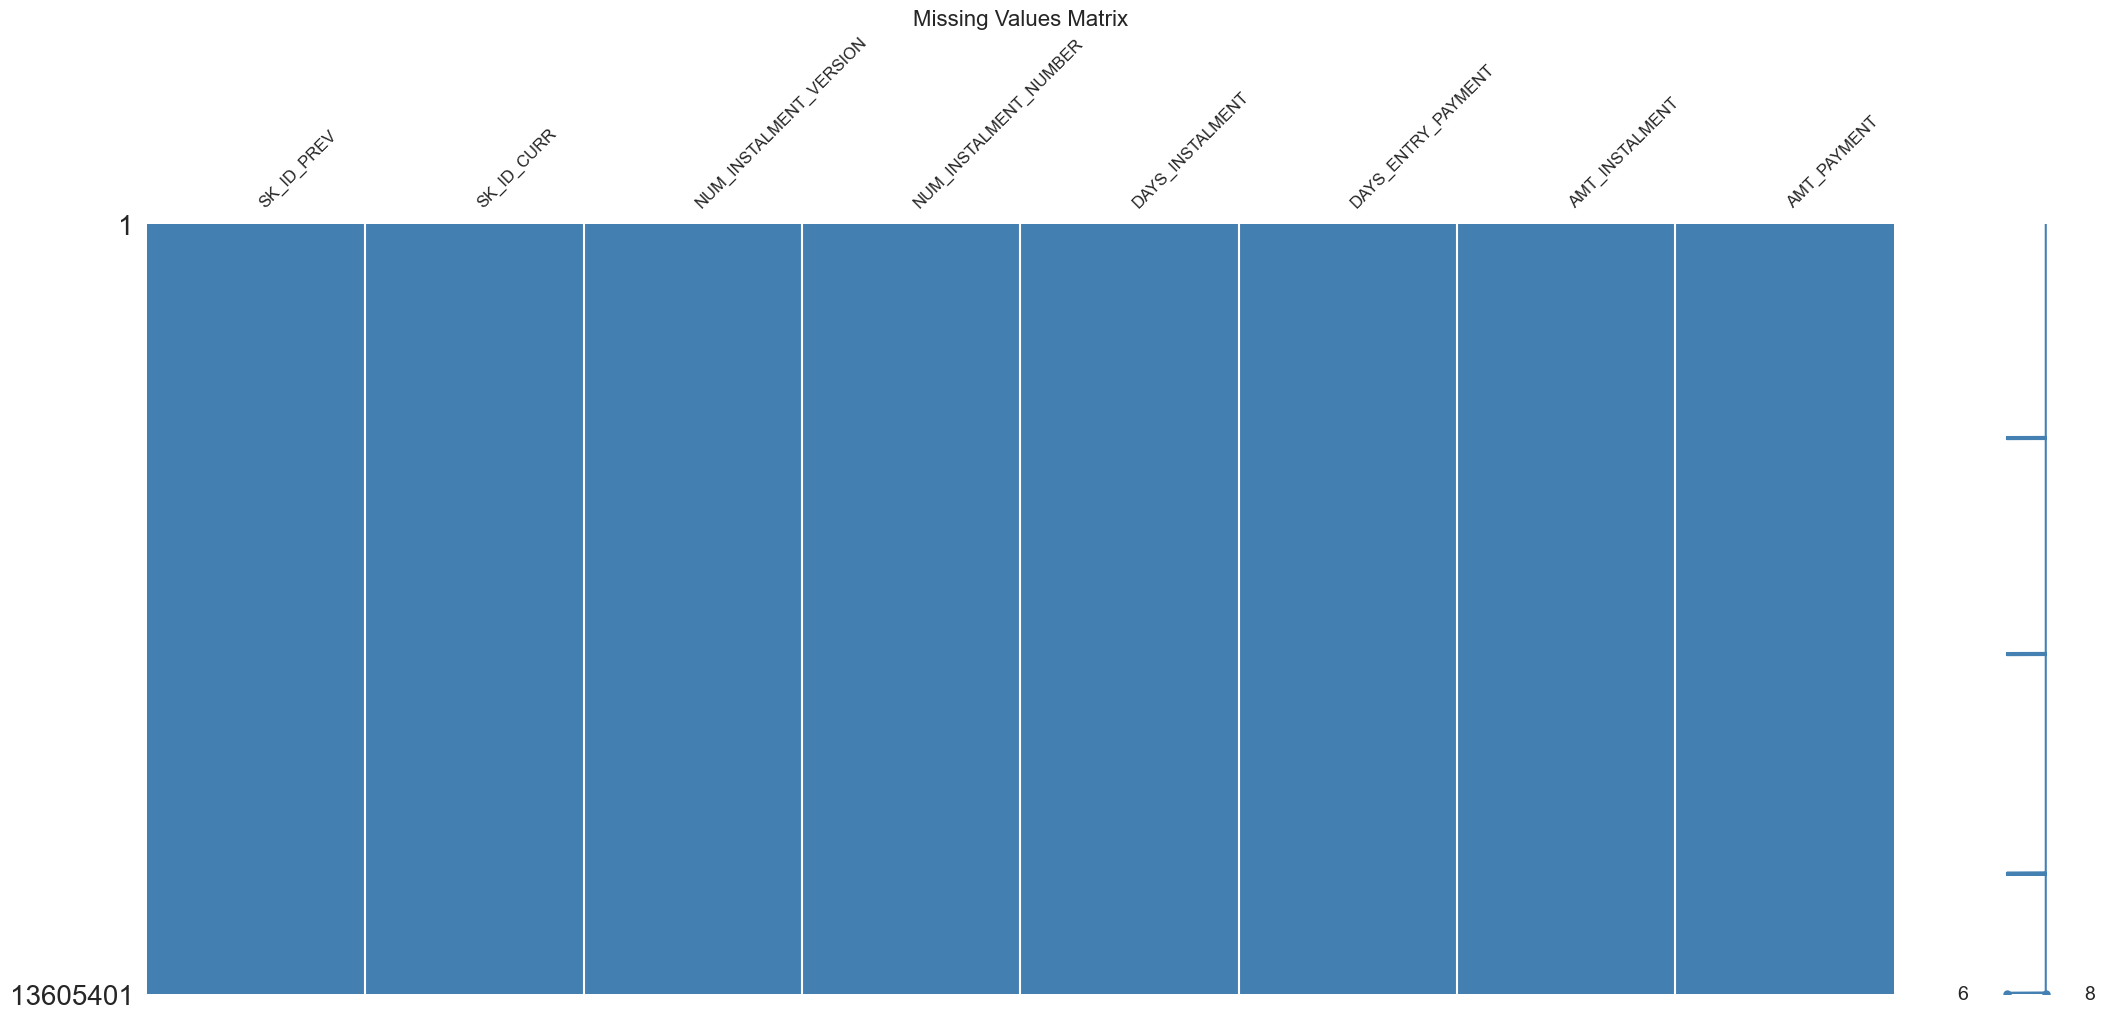 Missing Values Matrix
SK_ID_PREV
SK_ID_CURR
NUM_INSTALMENT_VERSION
NUM_INSTALMENT_NUMBER
DAYS_INSTALMENT
DAYS_ENTRY_PAYMENT
AMT_INSTALMENT
AMT_PAYMENT
1
13605401
6
8